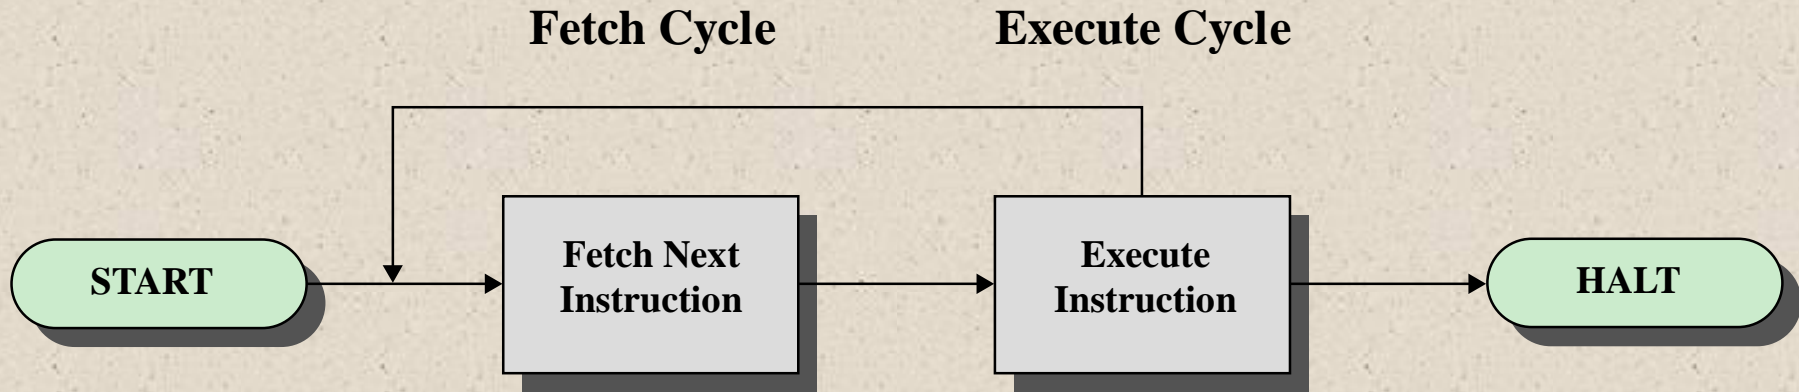 Fetch Cycle
Execute Cycle
START
Fetch Next
Instruction
Execute
Instruction
HALT